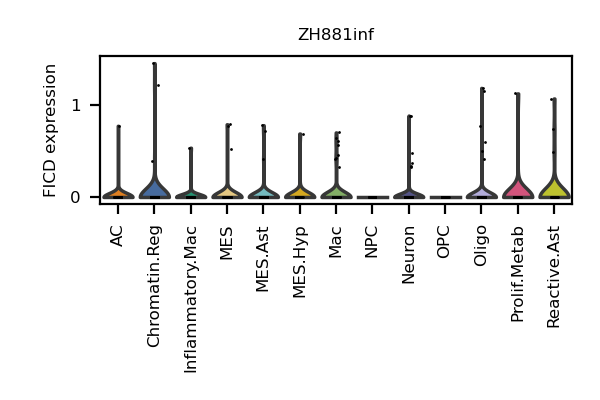 ZH881inf
FICD expression
1
0
AC
Chromatin.Reg
Inflammatory.Mac
MES
MES.Ast
MES.Hyp
Mac
NPC
Neuron
OPC
Oligo
Prolif.Metab
Reactive.Ast